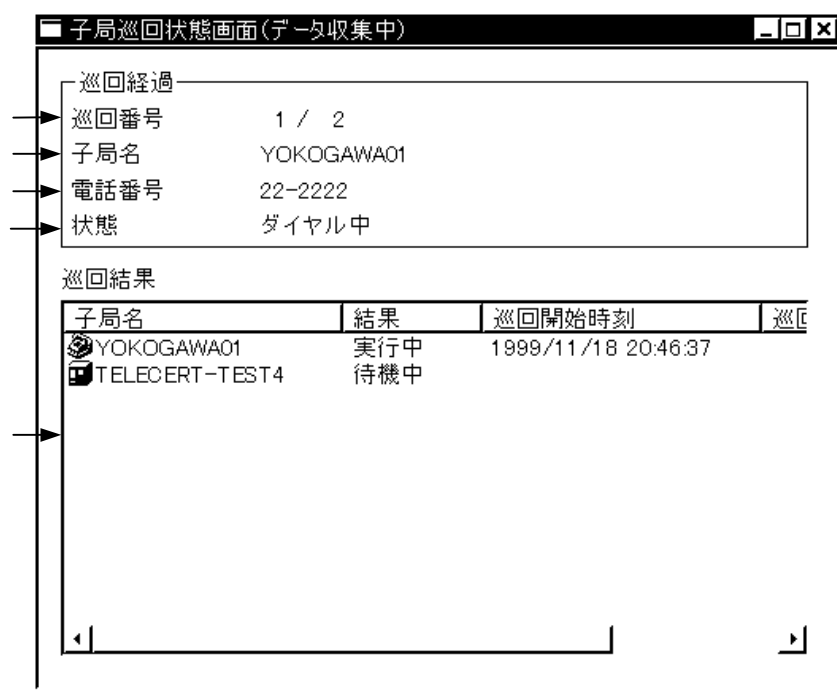 子局巡回状態画面(データ収集中)
巡回経過
巡回番号 1 / 2
子局名 YOKOGAWA01
電話番号 22-2222
状態 ダイヤル中
巡回結果
子局名 結果 巡回開始時刻 巡回
YOKOGAWA01 実行中 1999/11/18 20:46:37
TELECERT-TEST4 待機中